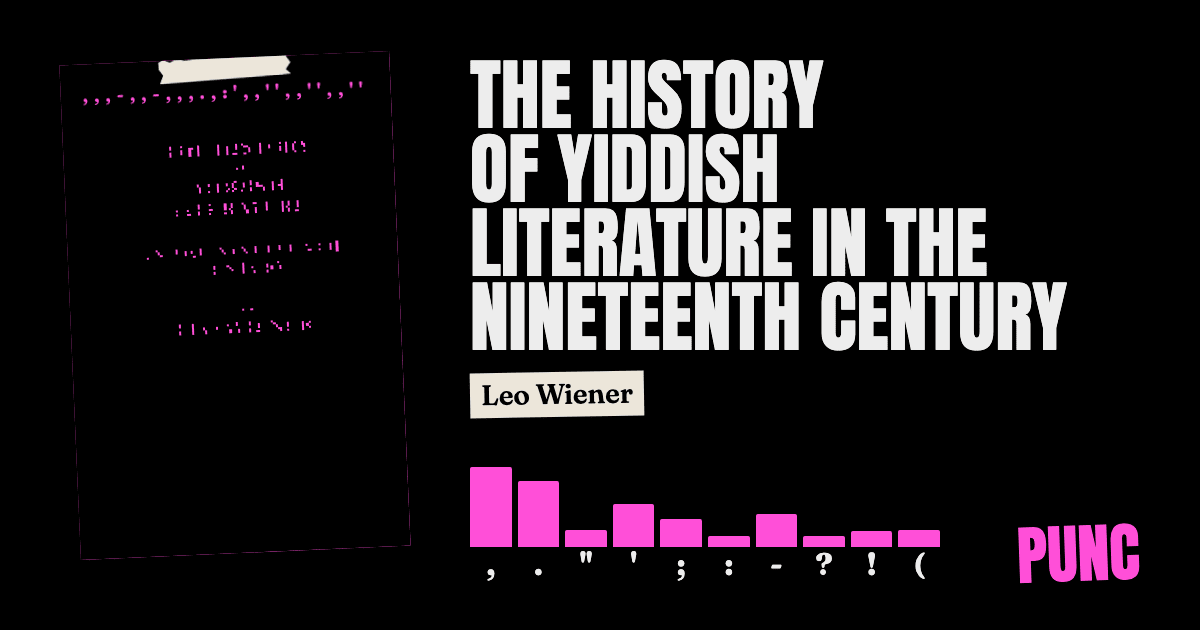 ,,,-,,-,,,.,:',,'',,'',,''
THE HISTORY
OF YIDDISH
LITERATURE IN THE
NINETEENTH CENTURY
Leo Wiener
, . " ' ; : - ? ! (
PUNC